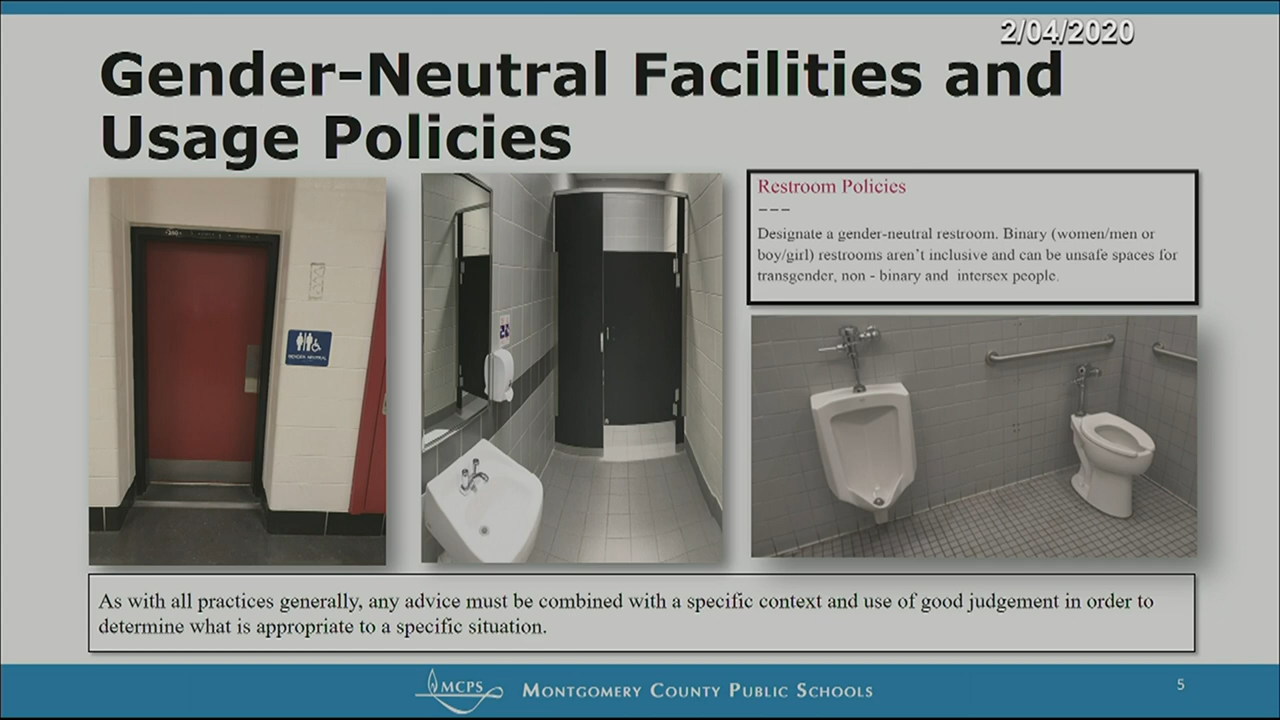 2/04/2020
Gender-Neutral Facilities and
Usage Policies
Restroom Policies
---
Designate a gender-neutral restroom. Binary (women/men or
boy/girl) restrooms aren't inclusive and can be unsafe spaces for
transgender, non - binary and intersex people.
GENDER NEUTRAL
As with all practices generally, any advice must be combined with a specific context and use of good judgement in order to
determine what is appropriate to a specific situation.
MCPS MONTGOMERY COUNTY PUBLIC SCHOOLS
5